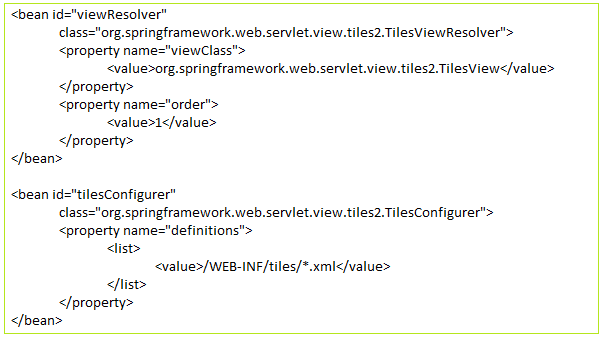 <bean id="viewResolver"
class="org.springframework.web.servlet.view.tiles2.TilesViewResolver">
<property name="viewClass">
<value>org.springframework.web.servlet.view.tiles2.TilesView</value>
</property>
<property name="order">
<value>1</value>
</property>
</bean>
<bean id="tilesConfigurer"
class="org.springframework.web.servlet.view.tiles2.TilesConfigurer">
<property name="definitions">
<list>
<value>/WEB-INF/tiles/*.xml</value>
</list>
</property>
</bean>